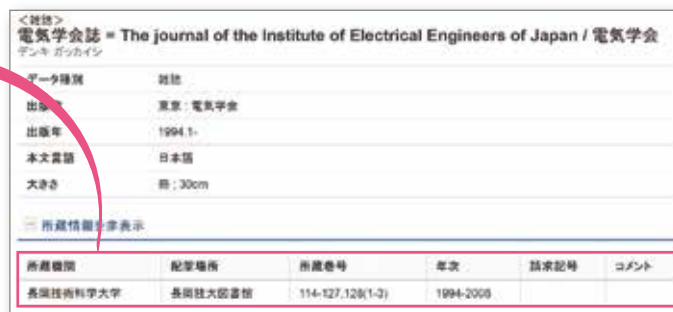 <雑誌>
電気学会誌 = The journal of the Institute of Electrical Engineers of Japan / 電気学会
デンキ ガッカイシ
データ種別 雑誌
出版 東京 : 電気学会
出版年 1994.1-
本文言語 日本語
大きさ 冊 ; 30cm
所蔵情報を非表示
所蔵機関 配架場所 所蔵巻号 年次 請求記号 コメント
長岡技術科学大学 長岡技大図書館 114-127,128(1-3) 1994-2008